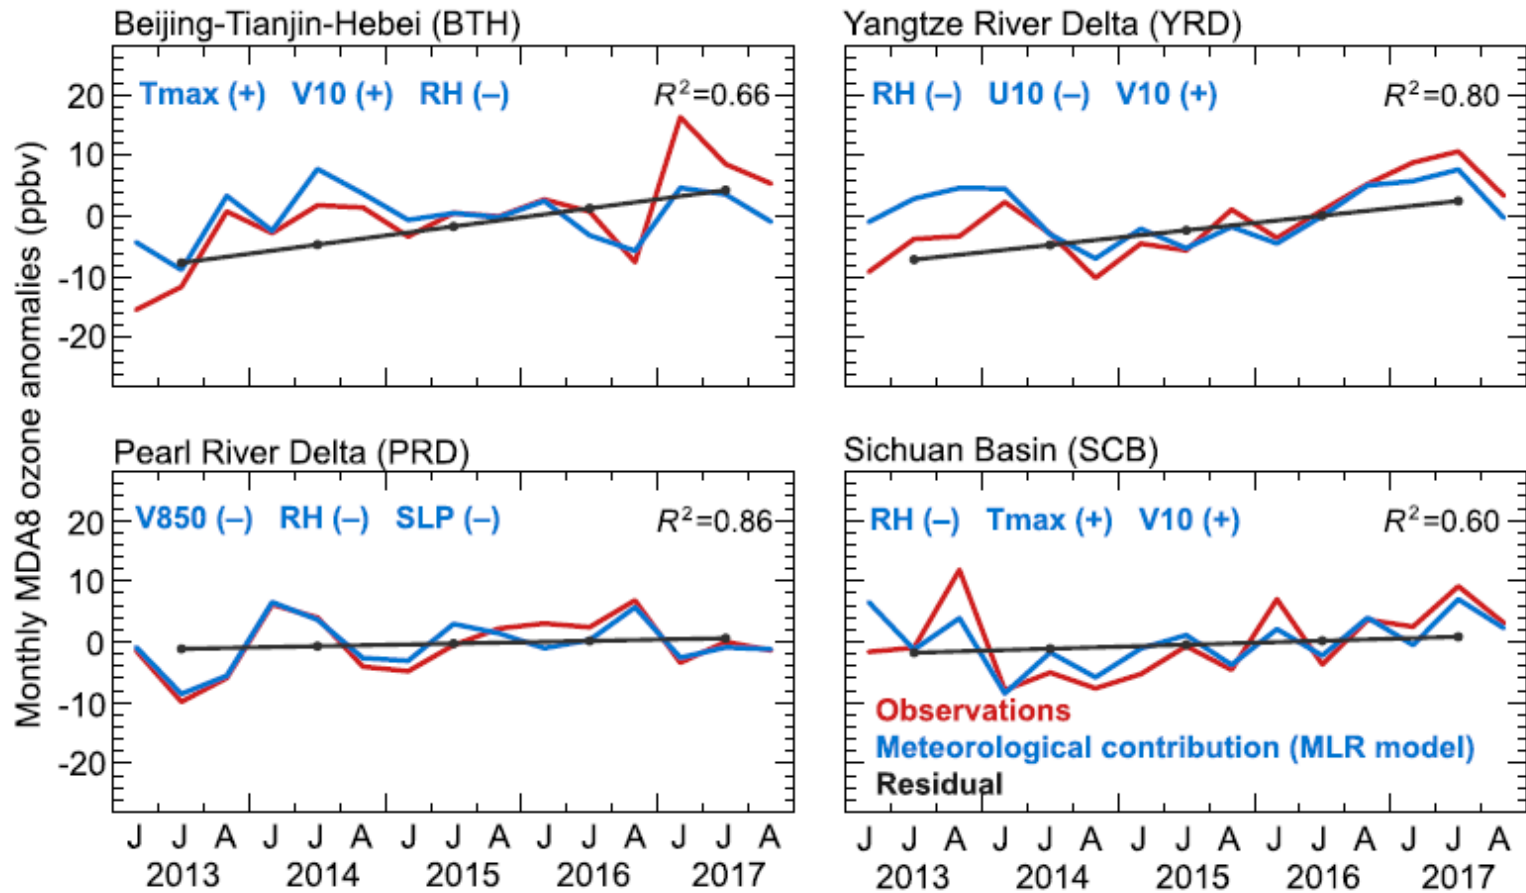 Beijing-Tianjin-Hebei (BTH)
Tmax (+) V10 (+) RH (–)
R²=0.66
Yangtze River Delta (YRD)
RH (–) U10 (–) V10 (+)
R²=0.80
20
10
0
-10
-20
Monthly MDA8 ozone anomalies (ppbv)
Pearl River Delta (PRD)
V850 (–) RH (–) SLP (–)
R²=0.86
Sichuan Basin (SCB)
RH (–) Tmax (+) V10 (+)
R²=0.60
20
10
0
-10
-20
Observations
Meteorological contribution (MLR model)
Residual
J J A J J A J J A J J A J J A
2013 2014 2015 2016 2017
J J A J J A J J A J J A J J A
2013 2014 2015 2016 2017